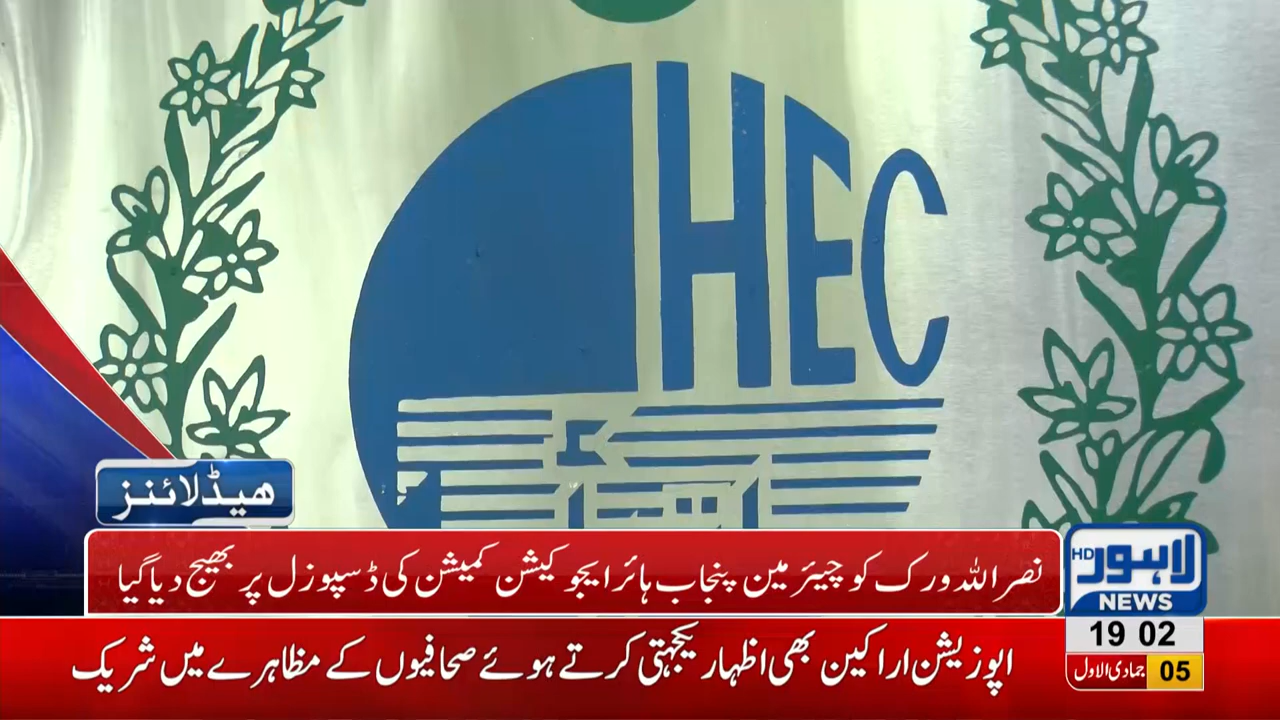 HEC
ھیڈلائنز
نصراللہ ورک کو چیئرمین پنجاب ہائر ایجوکیشن کمیشن کی ڈسپوزل پر بھیج دیا گیا
HD لاہور
NEWS
19 02
اپوزیشن اراکین بھی اظہار یکجہتی کرتے ہوئے صحافیوں کے مظاہرے میں شریک
05 جمادی الاول